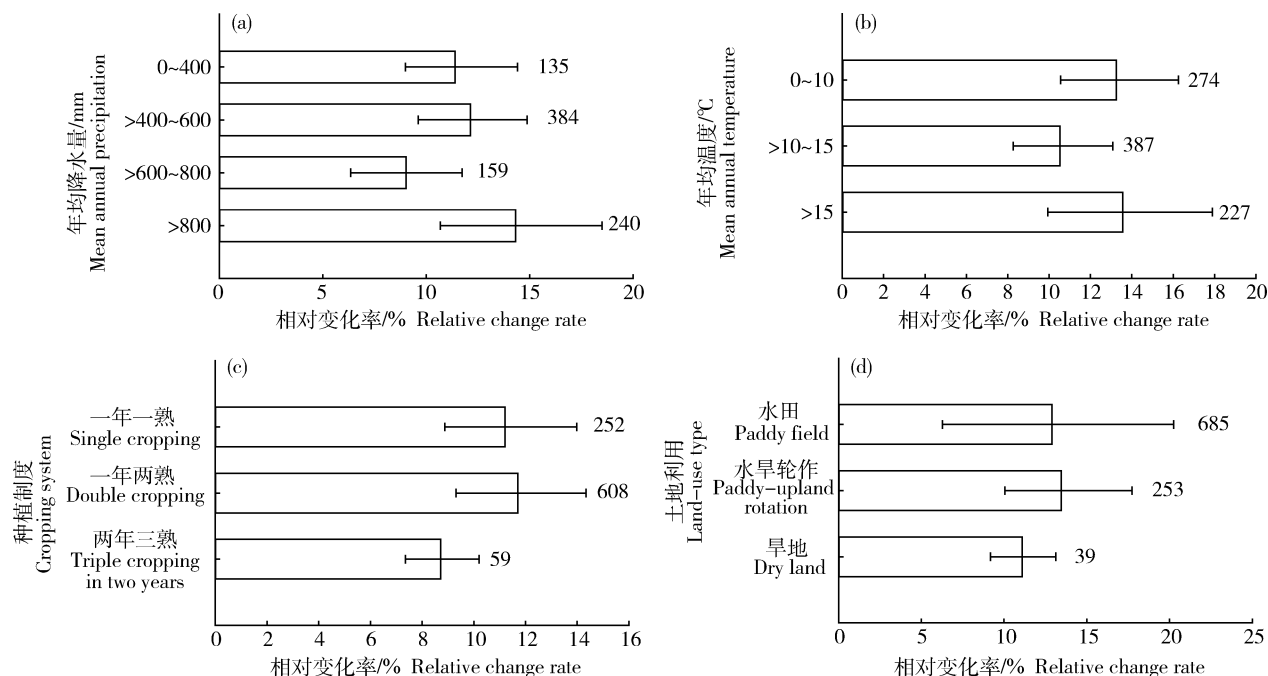 (a)
年均降水量/mm
Mean annual precipitation
0~400
135
>400~600
384
>600~800
159
>800
240
0
5
10
15
20
相对变化率/% Relative change rate
(b)
年均温度/℃
Mean annual temperature
0~10
274
>10~15
387
>15
227
0
2
4
6
8
10
12
14
16
18
20
相对变化率/% Relative change rate
(c)
种植制度
Cropping system
一年一熟
Single cropping
252
一年两熟
Double cropping
608
两年三熟
Triple cropping
in two years
59
0
2
4
6
8
10
12
14
16
相对变化率/% Relative change rate
(d)
土地利用
Land-use type
水田
Paddy field
685
水旱轮作
Paddy-upland
rotation
253
旱地
Dry land
39
0
5
10
15
20
25
相对变化率/% Relative change rate